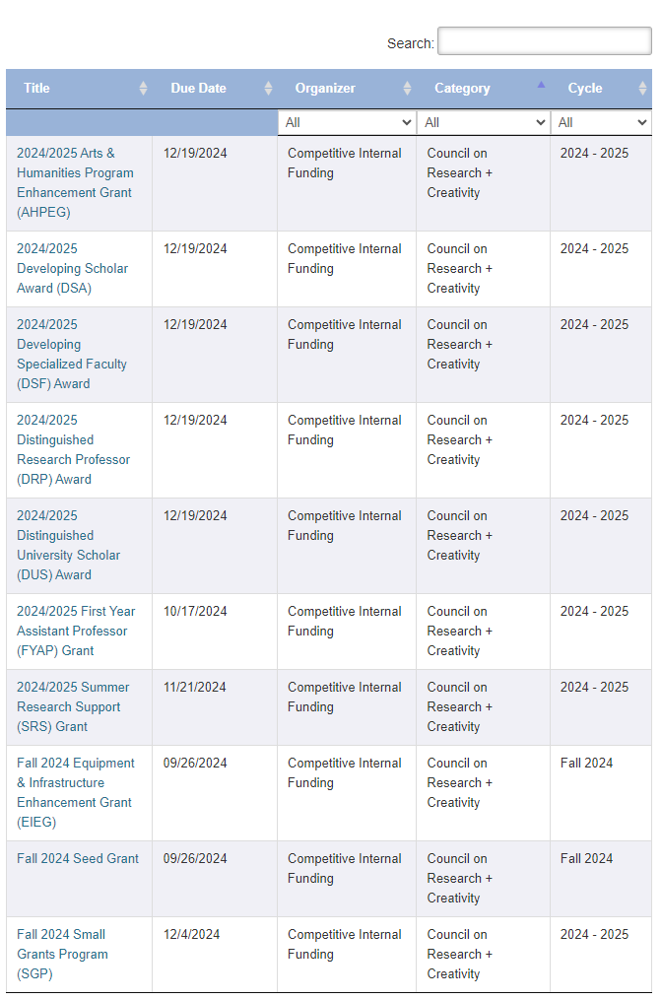 Search:
Title Due Date Organizer Category Cycle
All All All
2024/2025 Arts & 12/19/2024 Competitive Internal Council on 2024 - 2025
Humanities Program Funding Research +
Enhancement Grant Creativity
(AHPEG)
2024/2025 12/19/2024 Competitive Internal Council on 2024 - 2025
Developing Scholar Funding Research +
Award (DSA) Creativity
2024/2025 12/19/2024 Competitive Internal Council on 2024 - 2025
Developing Funding Research +
Specialized Faculty Creativity
(DSF) Award
2024/2025 12/19/2024 Competitive Internal Council on 2024 - 2025
Distinguished Funding Research +
Research Professor Creativity
(DRP) Award
2024/2025 12/19/2024 Competitive Internal Council on 2024 - 2025
Distinguished Funding Research +
University Scholar Creativity
(DUS) Award
2024/2025 First Year 10/17/2024 Competitive Internal Council on 2024 - 2025
Assistant Professor Funding Research +
(FYAP) Grant Creativity
2024/2025 Summer 11/21/2024 Competitive Internal Council on 2024 - 2025
Research Support Funding Research +
(SRS) Grant Creativity
Fall 2024 Equipment 09/26/2024 Competitive Internal Council on Fall 2024
& Infrastructure Funding Research +
Enhancement Grant Creativity
(EIEG)
Fall 2024 Seed Grant 09/26/2024 Competitive Internal Council on Fall 2024
Funding Research +
Creativity
Fall 2024 Small 12/4/2024 Competitive Internal Council on 2024 - 2025
Grants Program Funding Research +
(SGP) Creativity